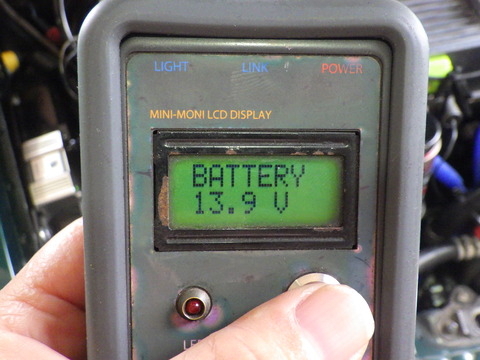 LIGHT LINK POWER
MINI-MONI LCD DISPLAY
BATTERY
13.9 V